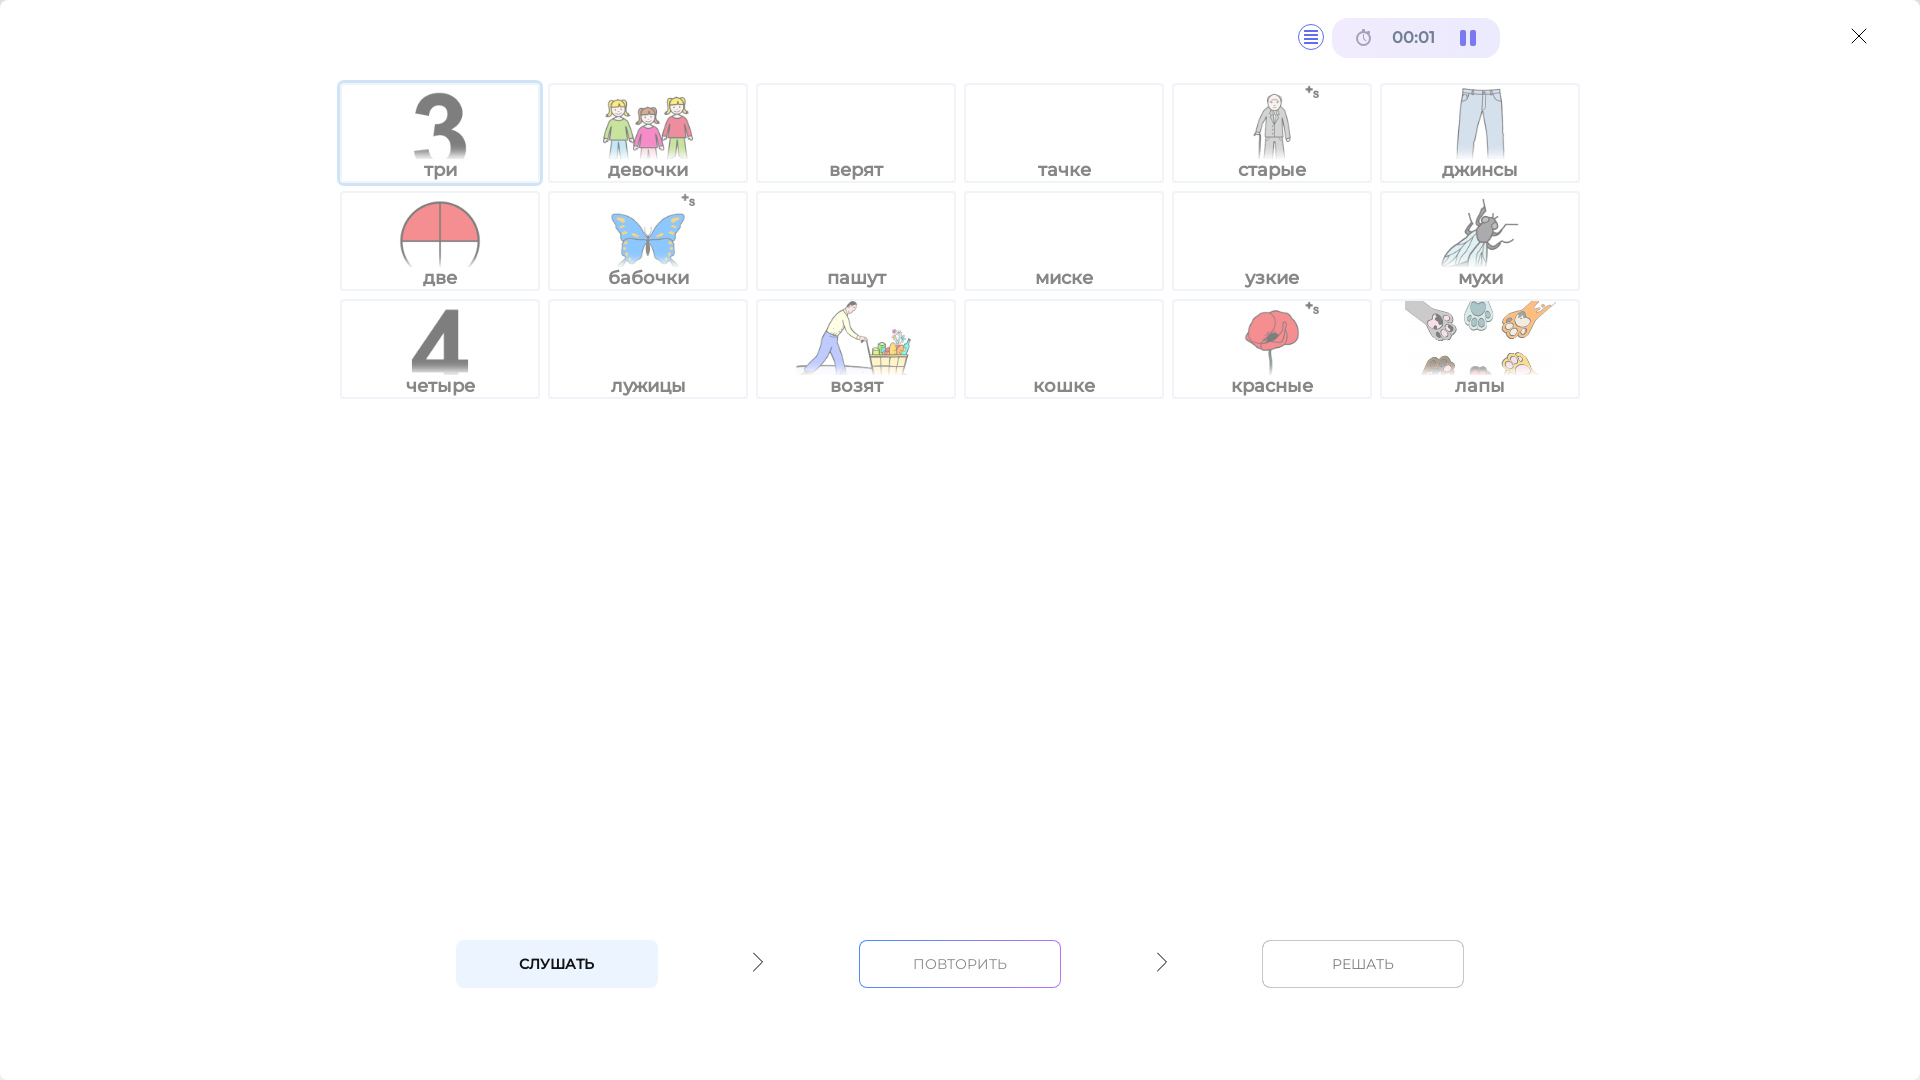 00:01
3
+s
три
девочки
верят
тачке
старые
джинсы
+s
две
бабочки
пашут
миске
узкие
мухи
4
+s
четыре
лужицы
возят
кошке
красные
лапы
СЛУШАТЬ
ПОВТОРИТЬ
РЕШАТЬ